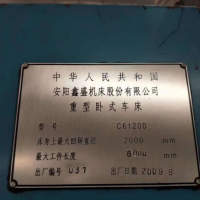 中华人民共和国
安阳鑫盛机床股份有限公司
重型卧式车床
型号 C61200
床身上最大回转直径 2000 mm
最大工件长度 mm
出厂编号 037 出厂日期 2009 8